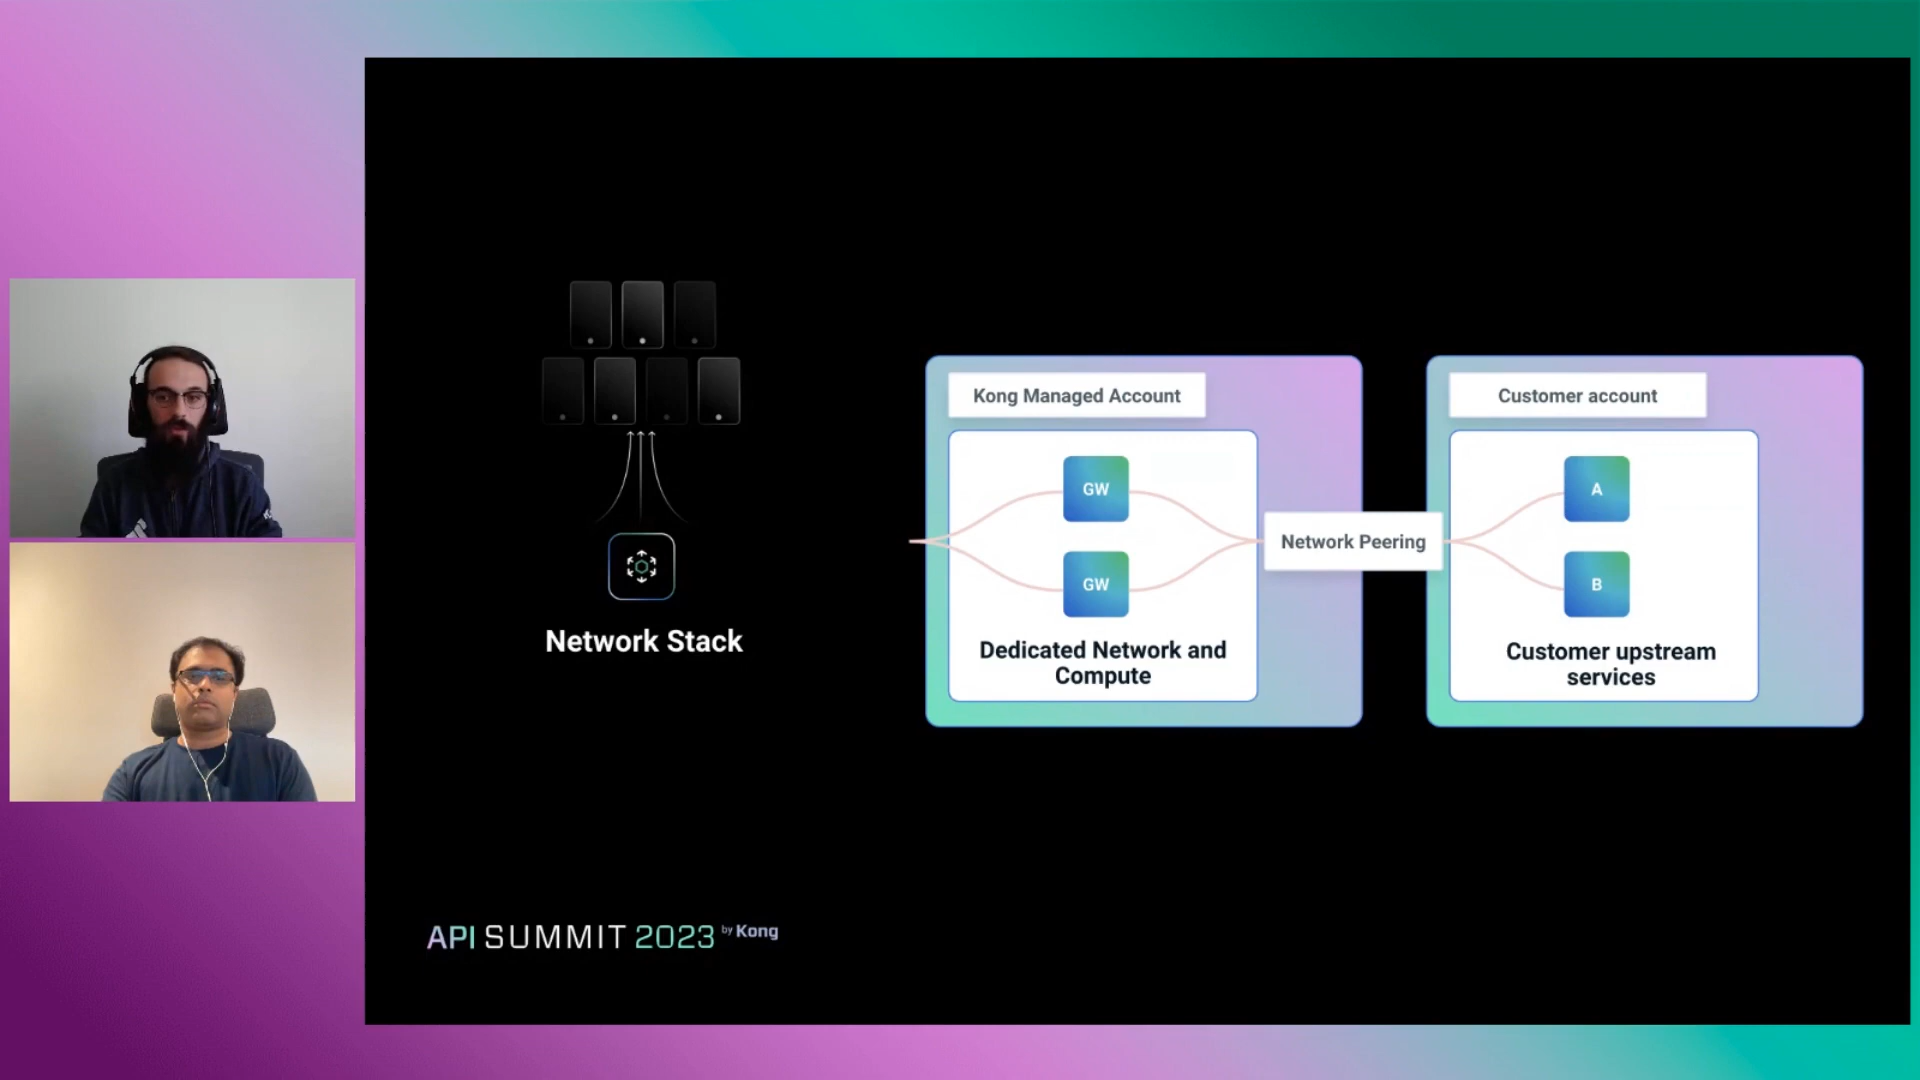 Network Stack
Kong Managed Account
GW
GW
Dedicated Network and
Compute
Network Peering
Customer account
A
B
Customer upstream
services
API SUMMIT 2023 by Kong